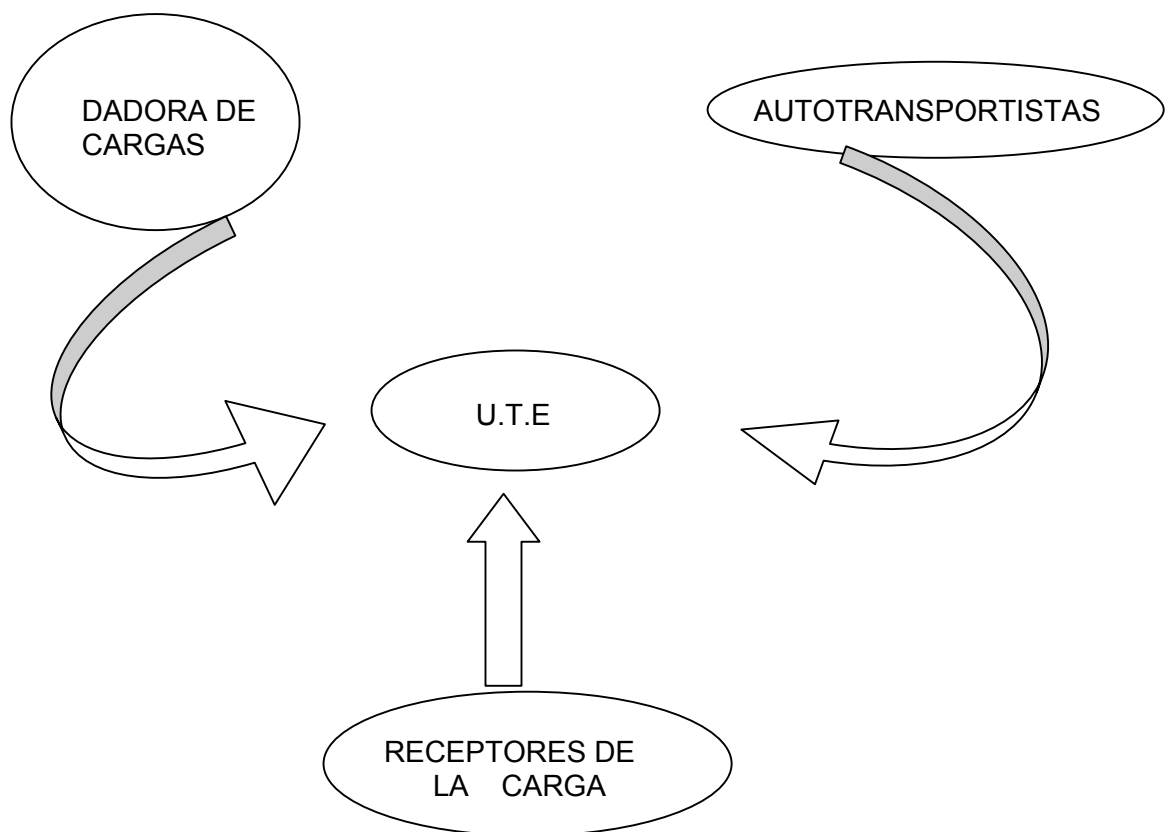 DADORA DE
CARGAS
AUTOTRANSPORTISTAS
U.T.E
RECEPTORES DE
LA CARGA